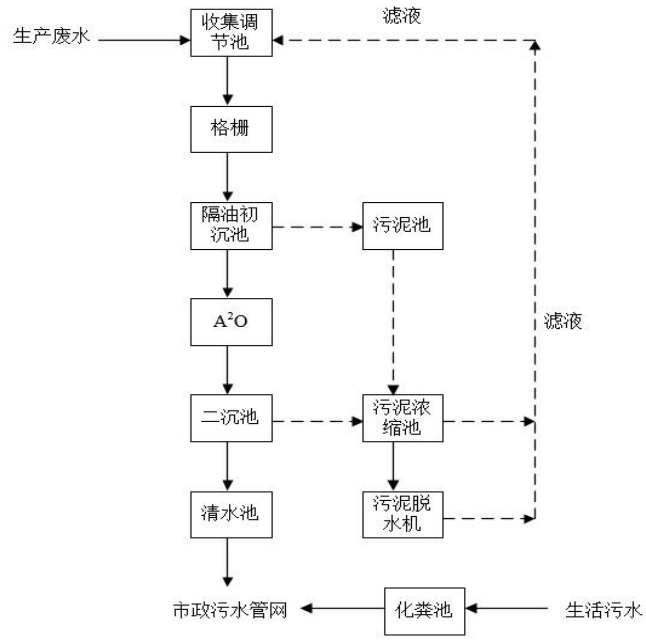 滤液
生产废水
收集调
节池
格栅
隔油初
沉池
污泥池
A²O
滤液
二沉池
污泥浓
缩池
清水池
污泥脱
水机
市政污水管网
化粪池
生活污水